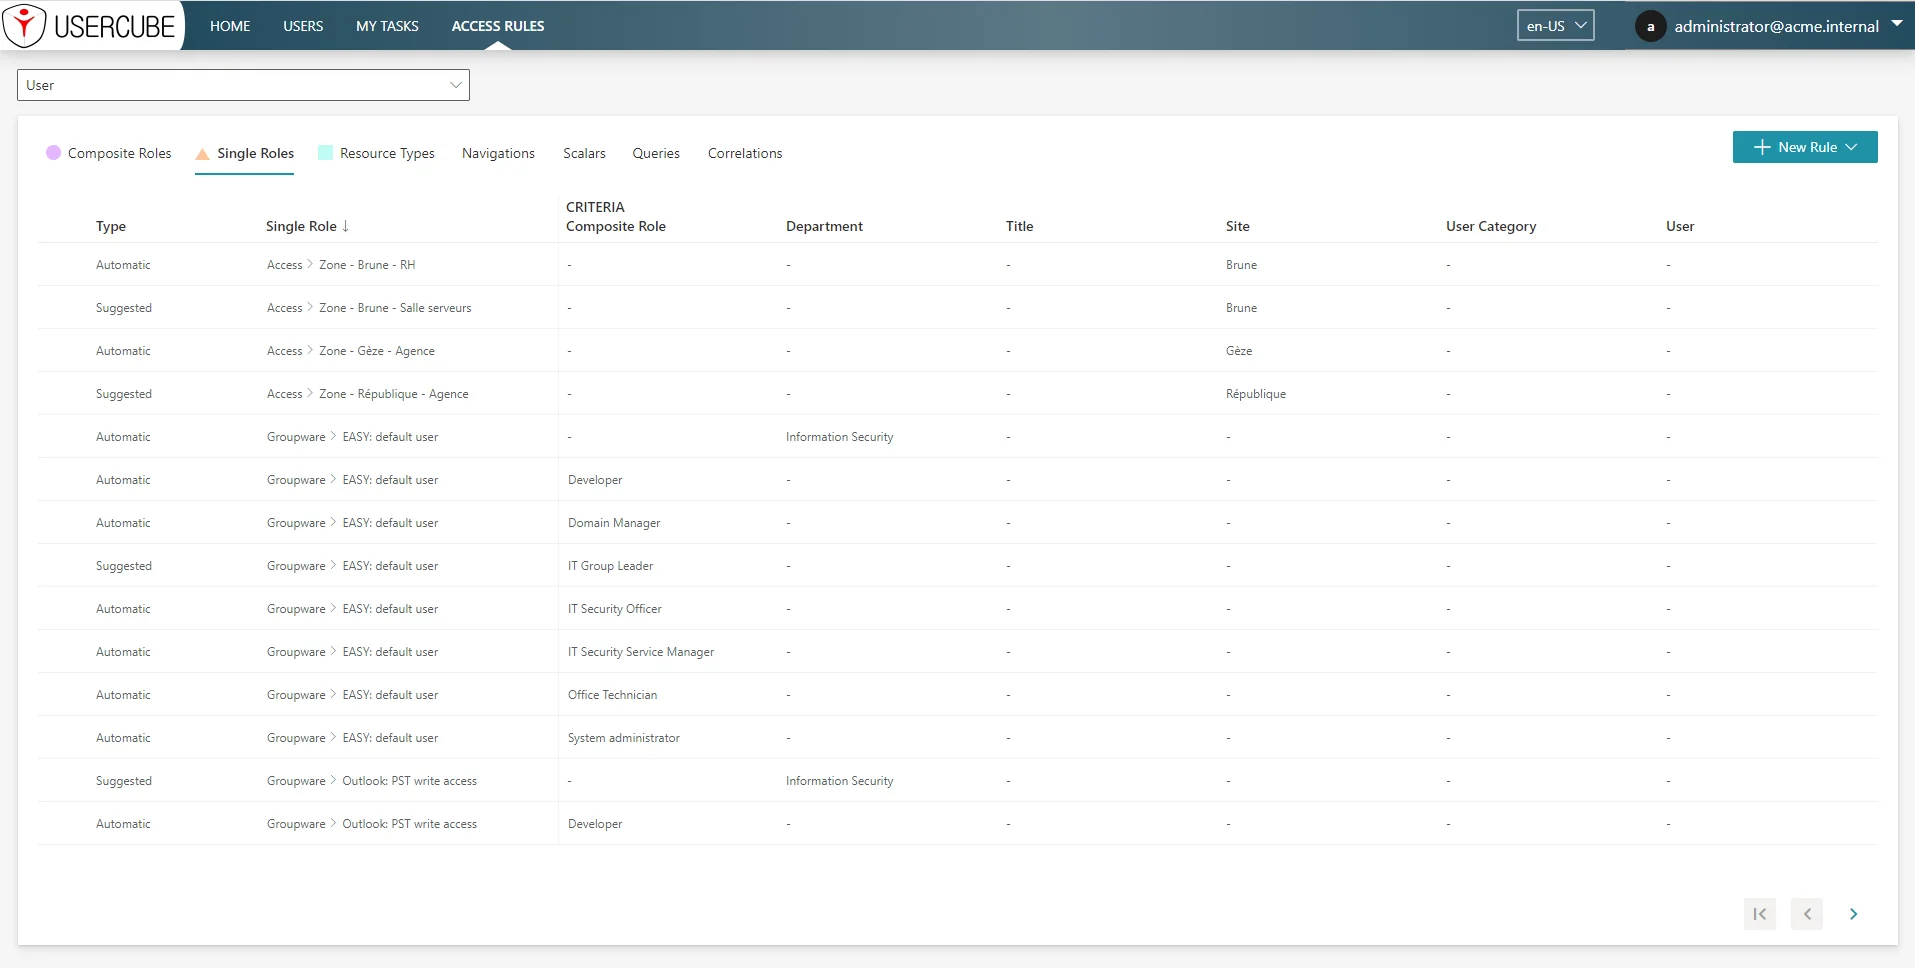 USERCUBE HOME USERS MY TASKS ACCESS RULES en-US a administrator@acme.internal
User
Composite Roles Single Roles Resource Types Navigations Scalars Queries Correlations New Rule
CRITERIA
Type Single Role ↓ Composite Role Department Title Site User Category User
Automatic Access > Zone - Brune - RH - - - Brune - -
Suggested Access > Zone - Brune - Salle serveurs - - - Brune - -
Automatic Access > Zone - Gèze - Agence - - - Gèze - -
Suggested Access > Zone - République - Agence - - - République - -
Automatic Groupware > EASY: default user - Information Security - - - -
Automatic Groupware > EASY: default user Developer - - - - -
Automatic Groupware > EASY: default user Domain Manager - - - - -
Suggested Groupware > EASY: default user IT Group Leader - - - - -
Automatic Groupware > EASY: default user IT Security Officer - - - - -
Automatic Groupware > EASY: default user IT Security Service Manager - - - - -
Automatic Groupware > EASY: default user Office Technician - - - - -
Automatic Groupware > EASY: default user System administrator - - - - -
Suggested Groupware > Outlook: PST write access - Information Security - - - -
Automatic Groupware > Outlook: PST write access Developer - - - - -